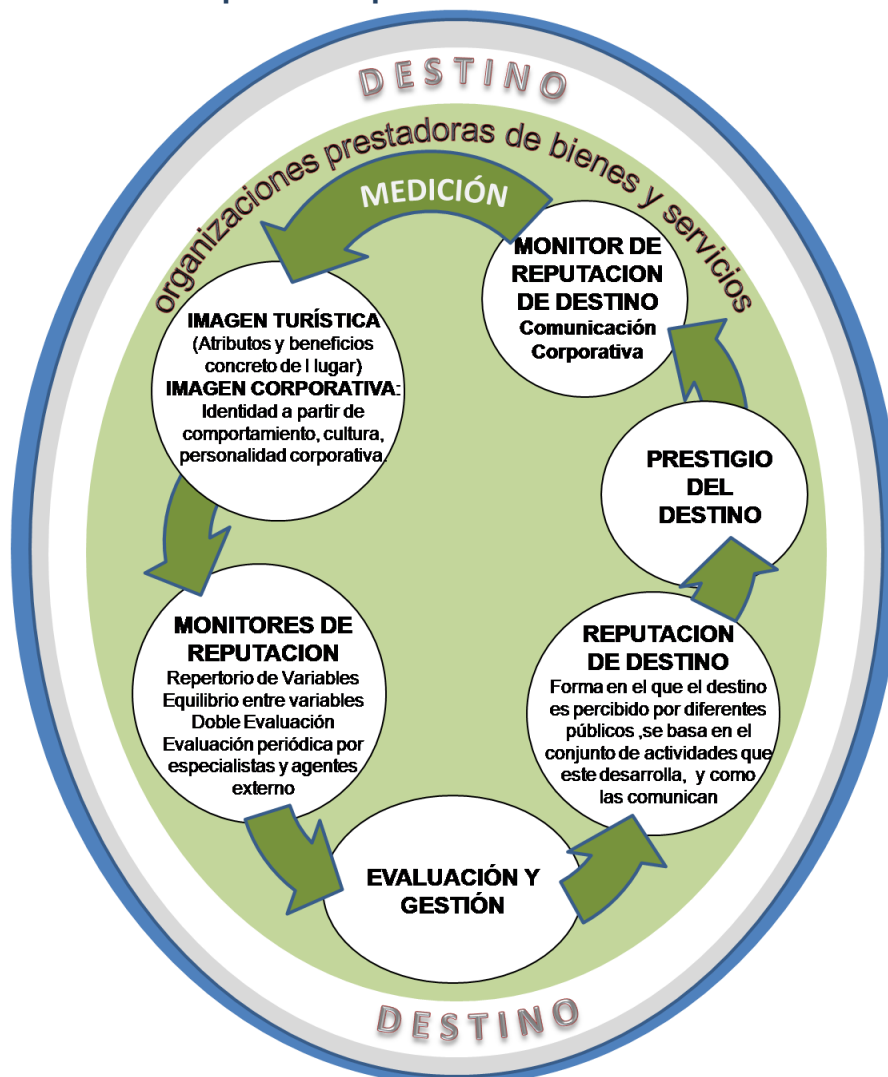 DESTINO
organizaciones prestadoras de bienes y servicios
MEDICIÓN
MONITOR DE
REPUTACION
DE DESTINO
Comunicación
Corporativa
IMAGEN TURÍSTICA
(Atributos y beneficios
concreto de l lugar)
IMAGEN CORPORATIVA:
Identidad a partir de
comportamiento, cultura,
personalidad corporativa.
PRESTIGIO
DEL
DESTINO
MONITORES DE
REPUTACION
Repertorio de Variables
Equilibrio entre variables
Doble Evaluación
Evaluación periódica por
especialistas y agentes
externo
REPUTACION
DE DESTINO
Forma en el que el destino
es percibido por diferentes
públicos ,se basa en el
conjunto de actividades que
este desarrolla, y como
las comunican
EVALUACIÓN Y
GESTIÓN
DESTINO